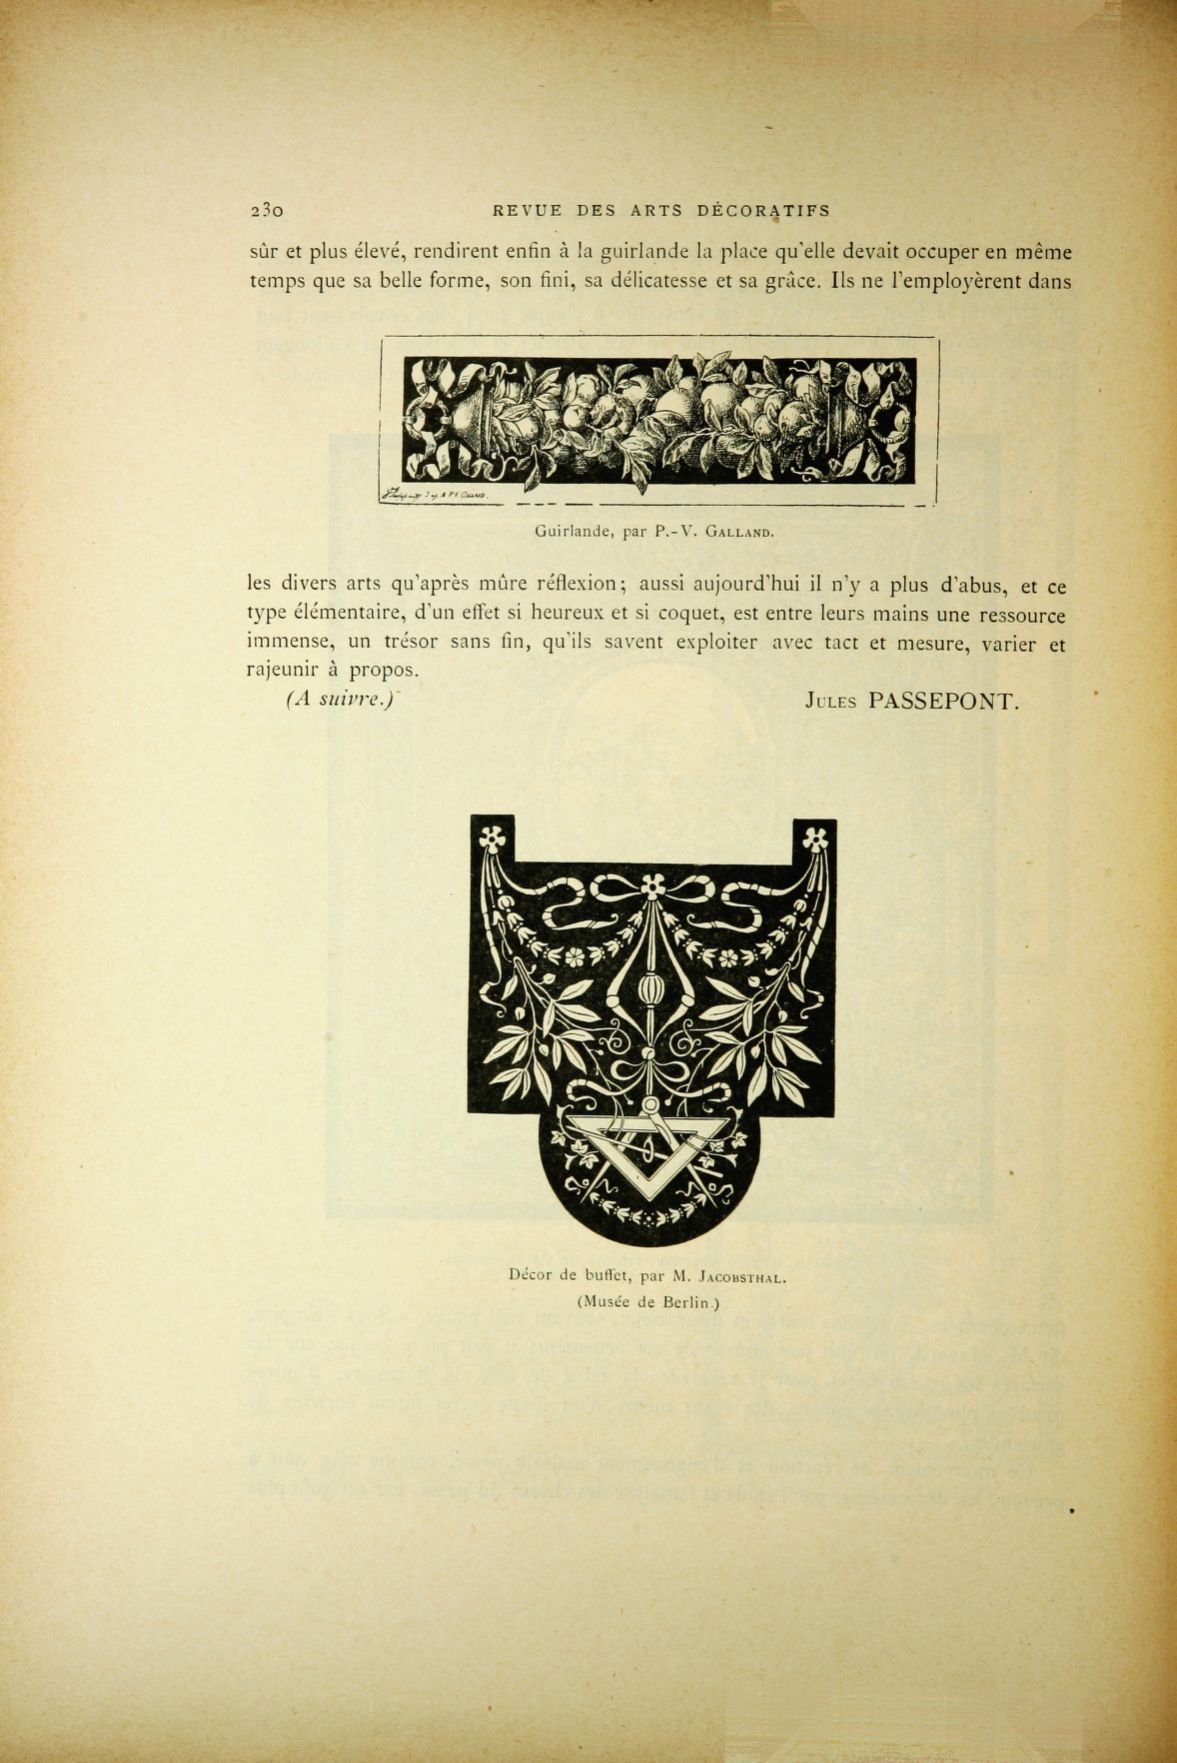 230
REVUE DES ARTS DÉCORATIFS
sûr et plus élevé, rendirent enfin à la guirlande la place qu'elle devait occuper en même
temps que sa belle forme, son fini, sa délicatesse et sa grâce. Ils ne l'employèrent dans
Guirlande, par P.-V. GALLAND.
les divers arts qu'après mûre réflexion; aussi aujourd'hui il n'y a plus d'abus, et ce
type élémentaire, d'un effet si heureux et si coquet, est entre leurs mains une ressource
immense, un trésor sans fin, qu'ils savent exploiter avec tact et mesure, varier et
rajeunir à propos.
(A suivre.)
JULES PASSEPONT.
Décor de buffet, par M. JACOBSTHAL.
(Musée de Berlin.)